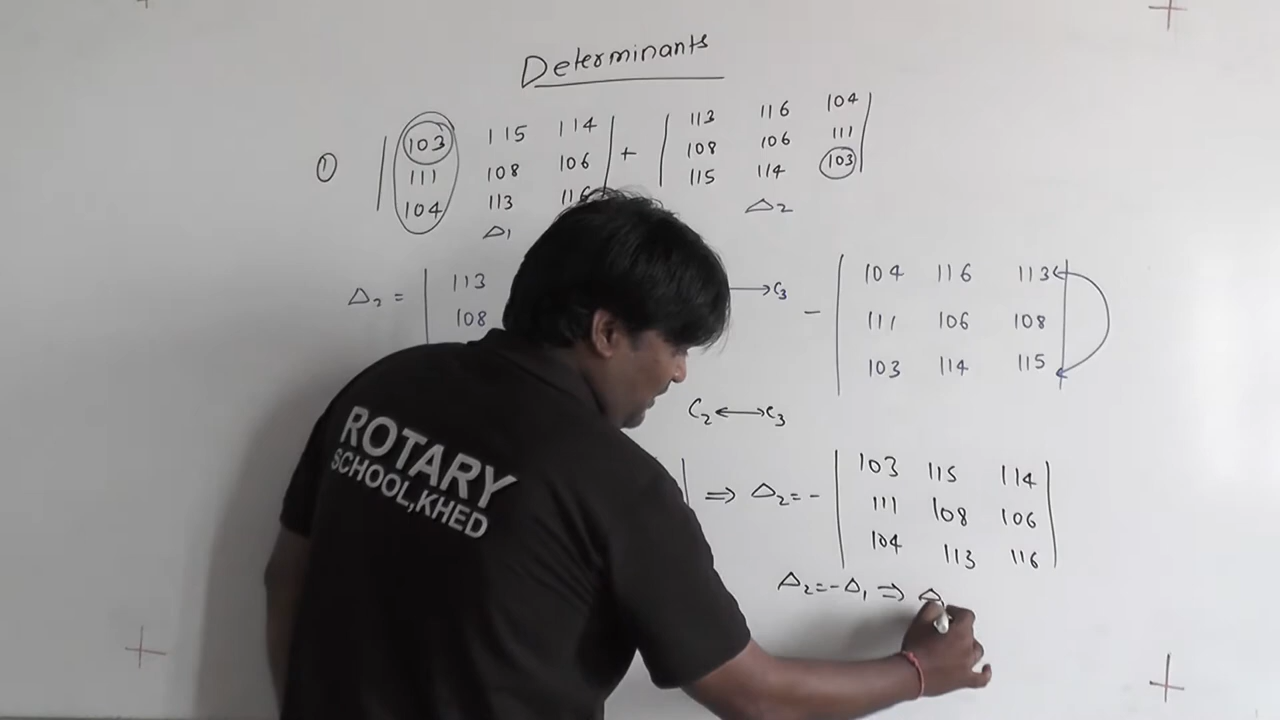 Determinants
① | 103 115 114 | + | 113 116 104 |
111 108 106 108 106 111
104 113 115 114 103
Δ1 Δ2
Δ2 = | 113
108
⟶ C3
- | 104 116 113 |
111 106 108
103 114 115
C2 ⟷ C3
| ⇒ Δ2 = - | 103 115 114 |
111 108 106
104 113 116
Δ2 = -Δ1 ⇒ Δ
ROTARY
SCHOOL,KHED